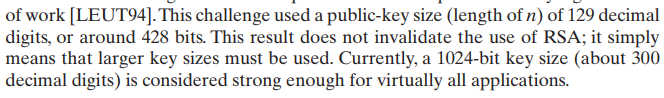 of work [LEUT94]. This challenge used a public-key size (length of n) of 129 decimal
digits, or around 428 bits. This result does not invalidate the use of RSA; it simply
means that larger key sizes must be used. Currently, a 1024-bit key size (about 300
decimal digits) is considered strong enough for virtually all applications.